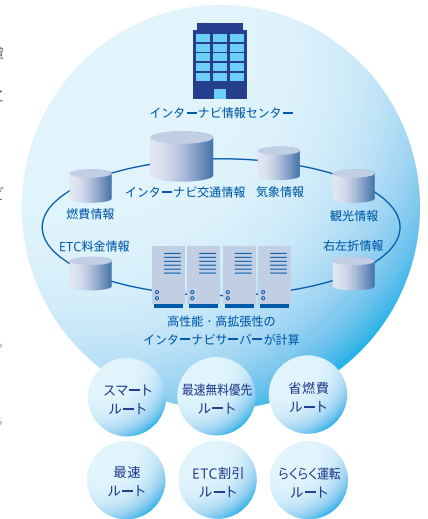 インターナビ情報センター
インターナビ交通情報
気象情報
燃費情報
観光情報
ETC料金情報
右左折情報
高性能・高拡張性の
インターナビサーバーが計算
スマート
ルート
最速無料優先
ルート
省燃費
ルート
最速
ルート
ETC割引
ルート
らくらく運転
ルート